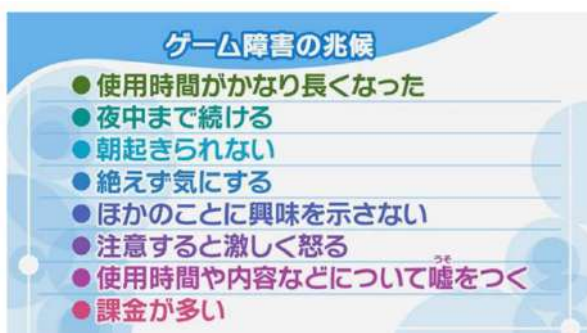 ゲーム障害の兆候
●使用時間がかなり長くなった
●夜中まで続ける
●朝起きられない
●絶えず気にする
●ほかのことに興味を示さない
●注意すると激しく怒る
うそ
●使用時間や内容などについて嘘をつく
●課金が多い